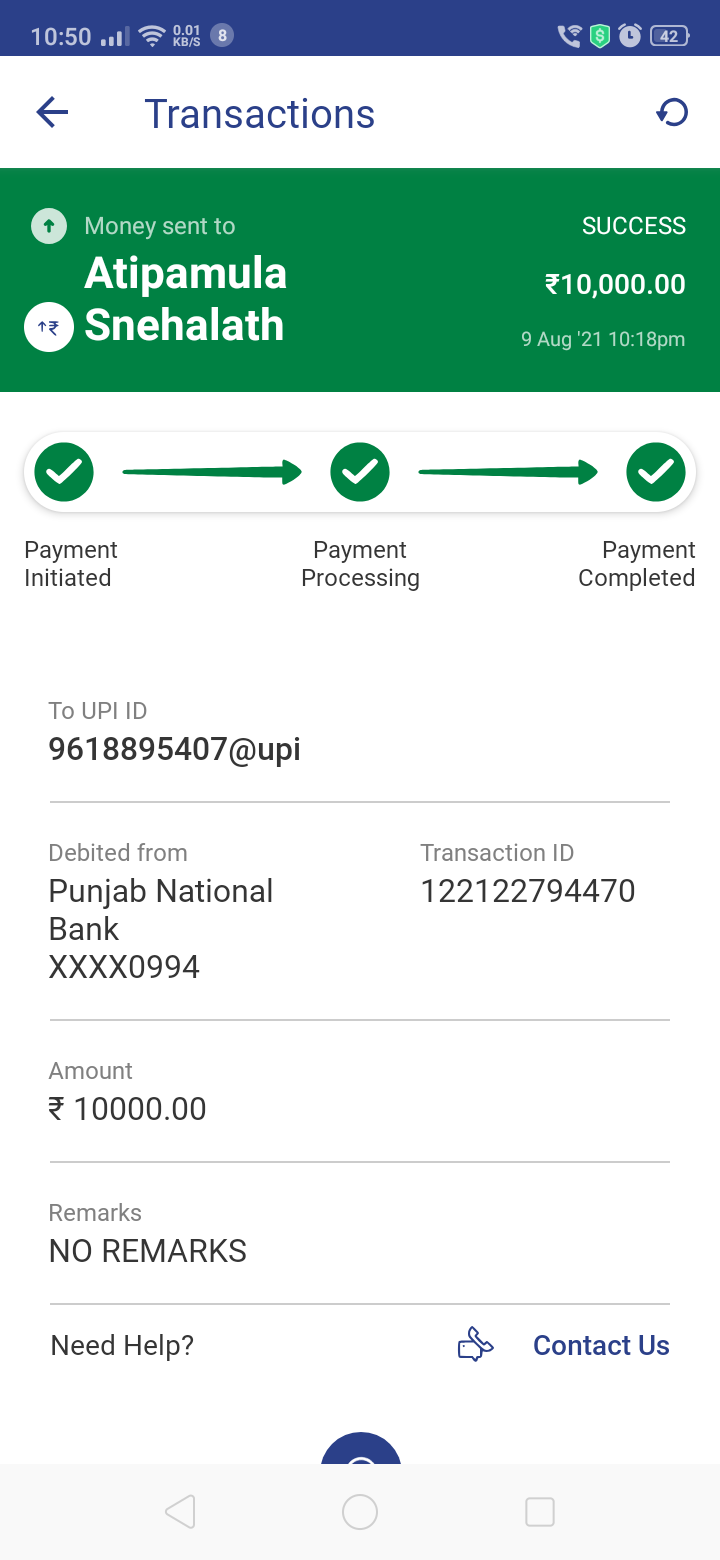 10:50 0.01 KB/S 8 42
Transactions
Money sent to SUCCESS
Atipamula
Snehalath
₹10,000.00
9 Aug '21 10:18pm
Payment Initiated
Payment Processing
Payment Completed
To UPI ID
9618895407@upi
Debited from
Punjab National
Bank
XXXX0994
Transaction ID
122122794470
Amount
₹ 10000.00
Remarks
NO REMARKS
Need Help? Contact Us